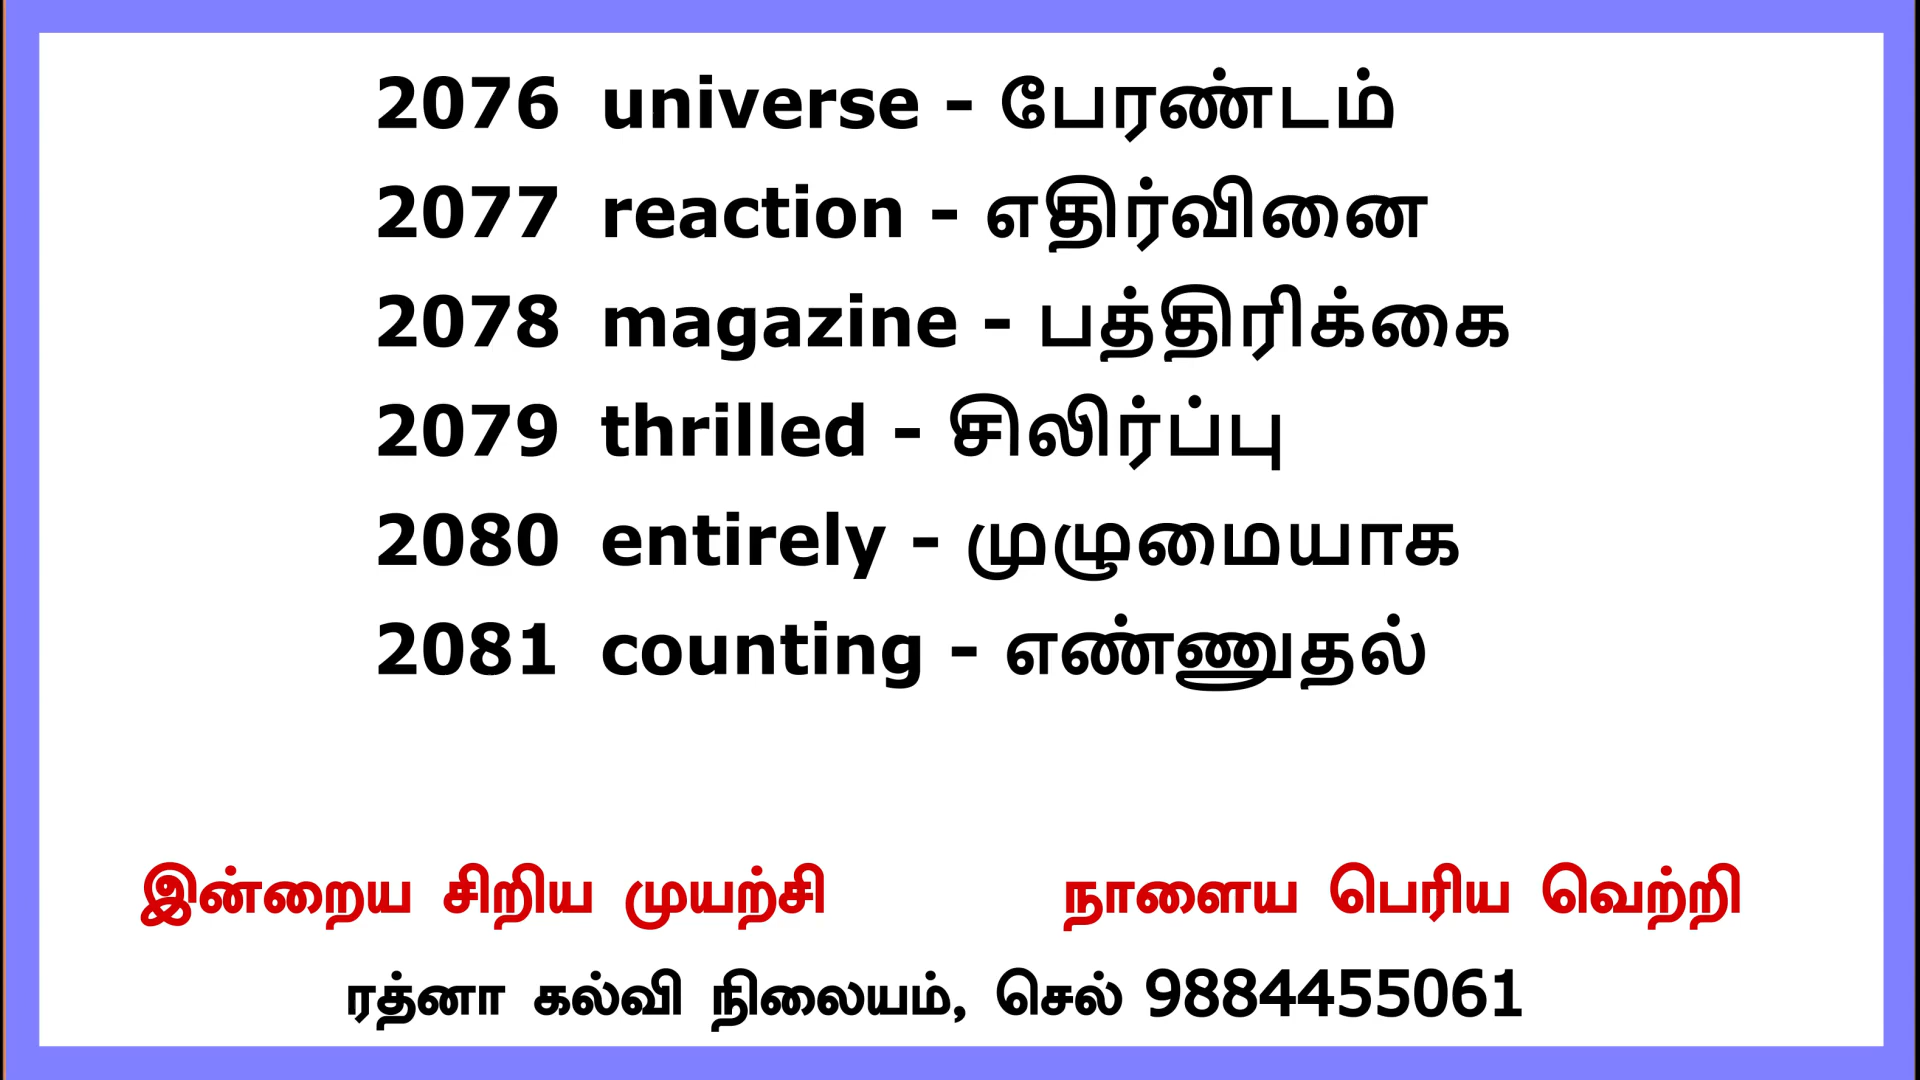 2076 universe - பேரண்டம்
2077 reaction - எதிர்வினை
2078 magazine - பத்திரிக்கை
2079 thrilled - சிலிர்ப்பு
2080 entirely - முழுமையாக
2081 counting - எண்ணுதல்
இன்றைய சிறிய முயற்சி நாளைய பெரிய வெற்றி
ரத்னா கல்வி நிலையம், செல் 9884455061